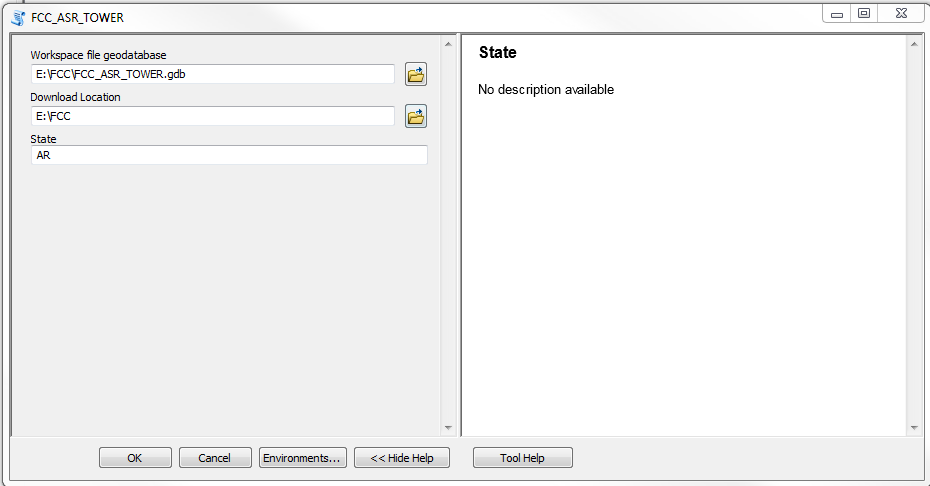 FCC_ASR_TOWER
Workspace file geodatabase
E:\FCC\FCC_ASR_TOWER.gdb
Download Location
E:\FCC
State
AR
State
No description available
OK
Cancel
Environments...
<< Hide Help
Tool Help